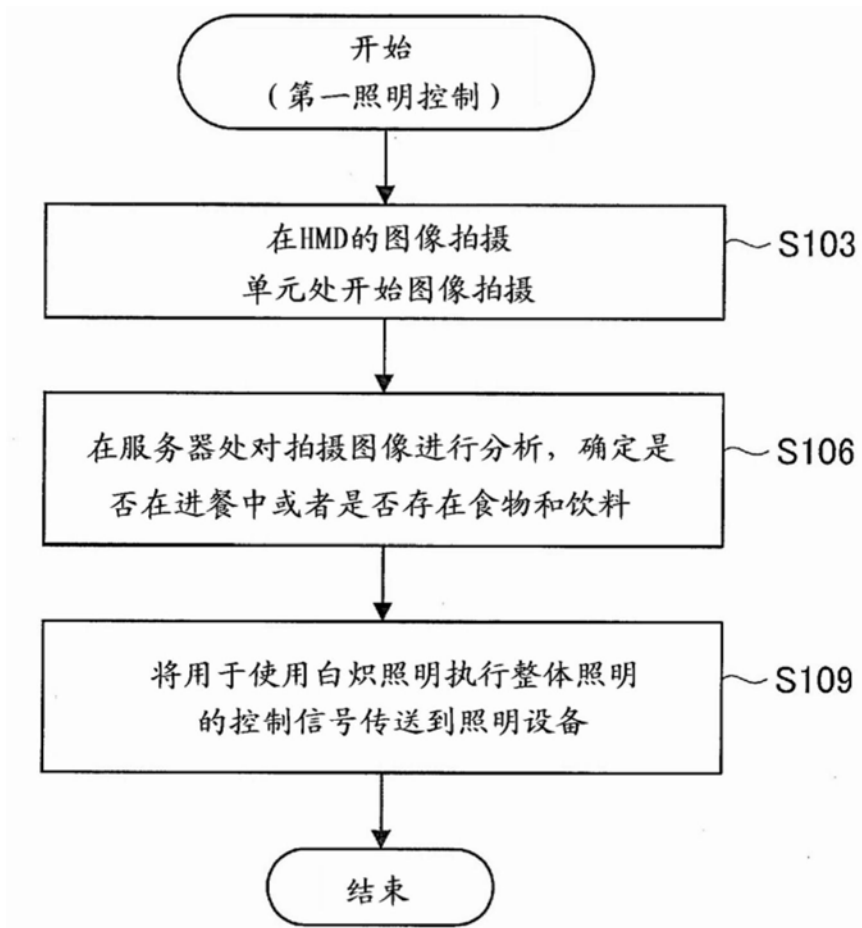 开始
（第一照明控制）
在HMD的图像拍摄
单元处开始图像拍摄
S103
在服务器处对拍摄图像进行分析，确定是
否在进餐中或者是否存在食物和饮料
S106
将用于使用白炽照明执行整体照明
的控制信号传送到照明设备
S109
结束